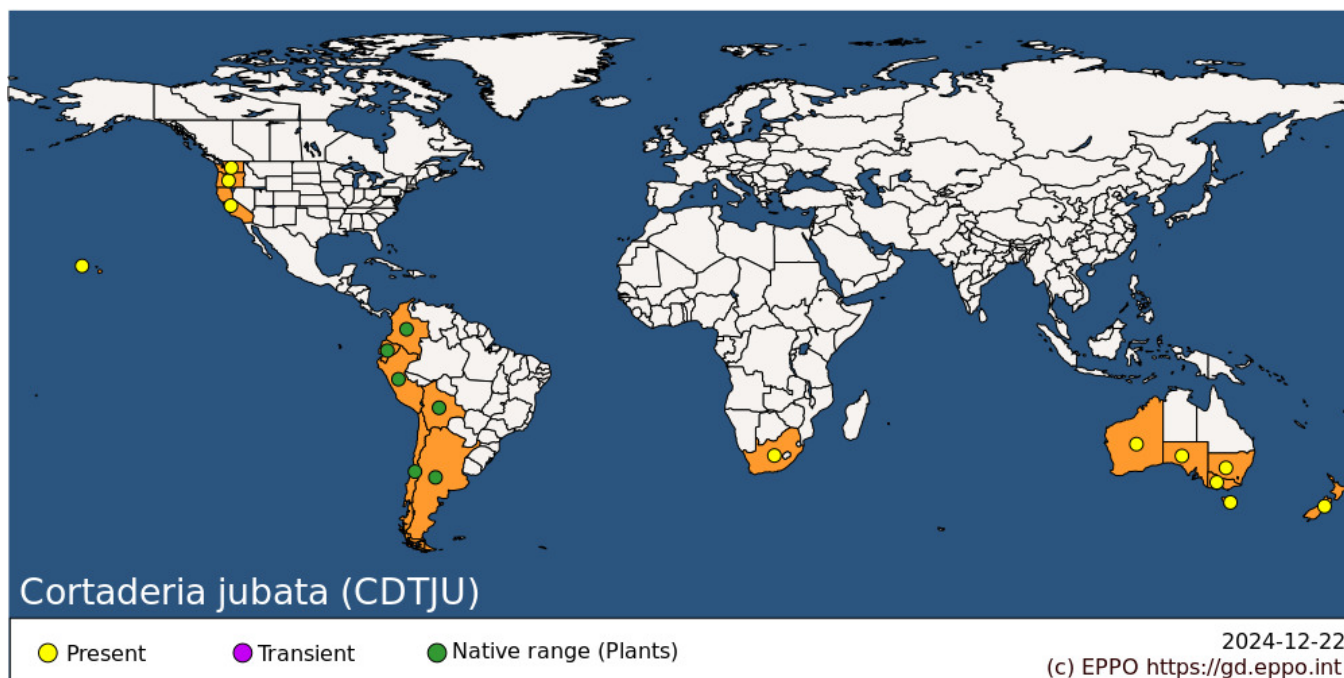 Cortaderia jubata (CDTJU)
Present
Transient
Native range (Plants)
2024-12-22
(c) EPPO https://gd.eppo.int